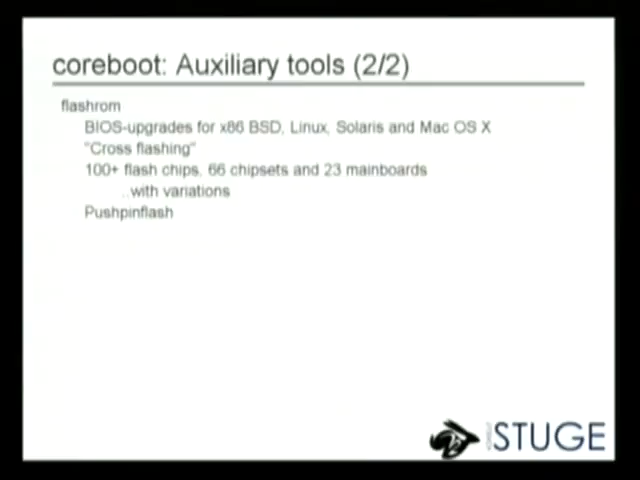 coreboot: Auxiliary tools (2/2)
flashrom
BIOS-upgrades for x86 BSD, Linux, Solaris and Mac OS X
"Cross flashing"
100+ flash chips, 66 chipsets and 23 mainboards
..with variations
Pushpinflash
STUGE